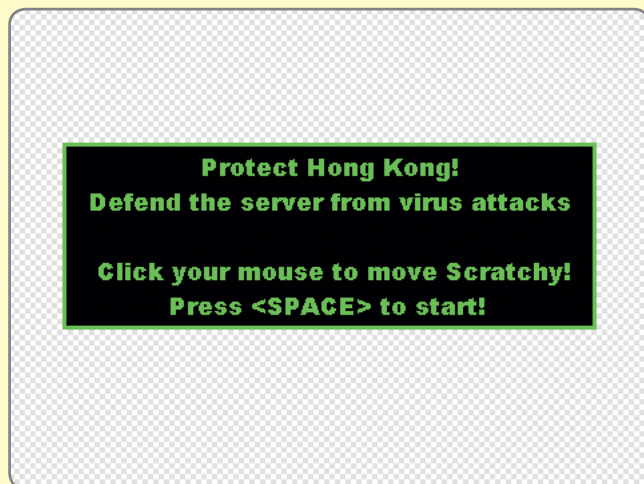 Protect Hong Kong!
Defend the server from virus attacks
Click your mouse to move Scratchy!
Press <SPACE> to start!